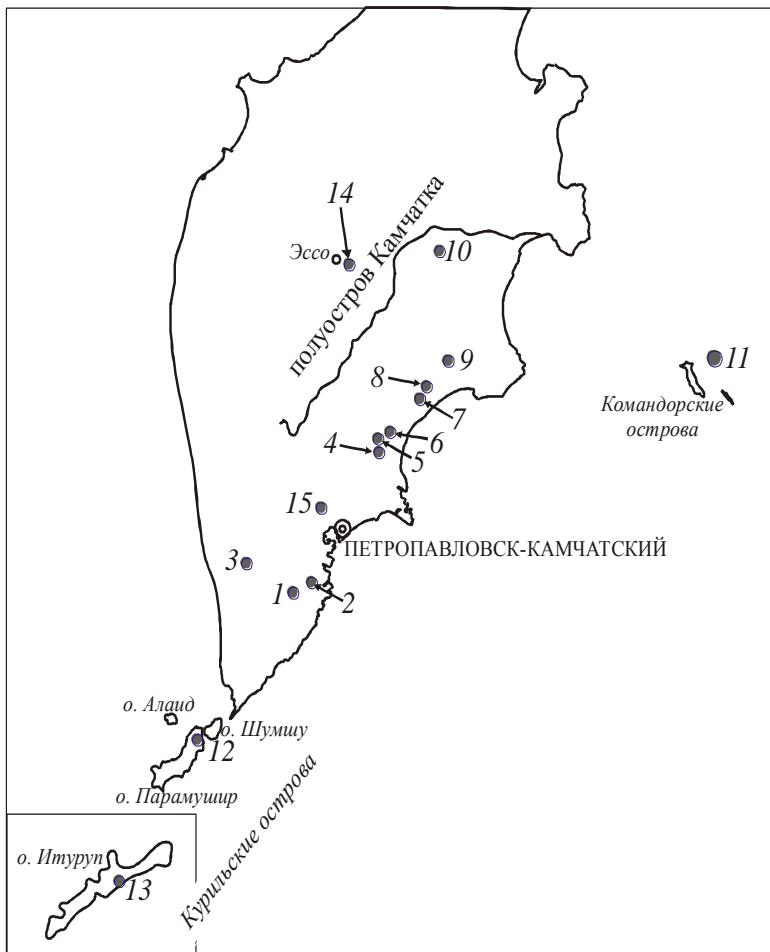 14
Эссо
полуостров Камчатка
10
9
8
7
11
Командорские
острова
6
5
4
15
ПЕТРОПАВЛОВСК-КАМЧАТСКИЙ
3
2
1
о. Алаид
о. Шумшу
12
о. Парамушир
Курильские острова
о. Итуруп
13